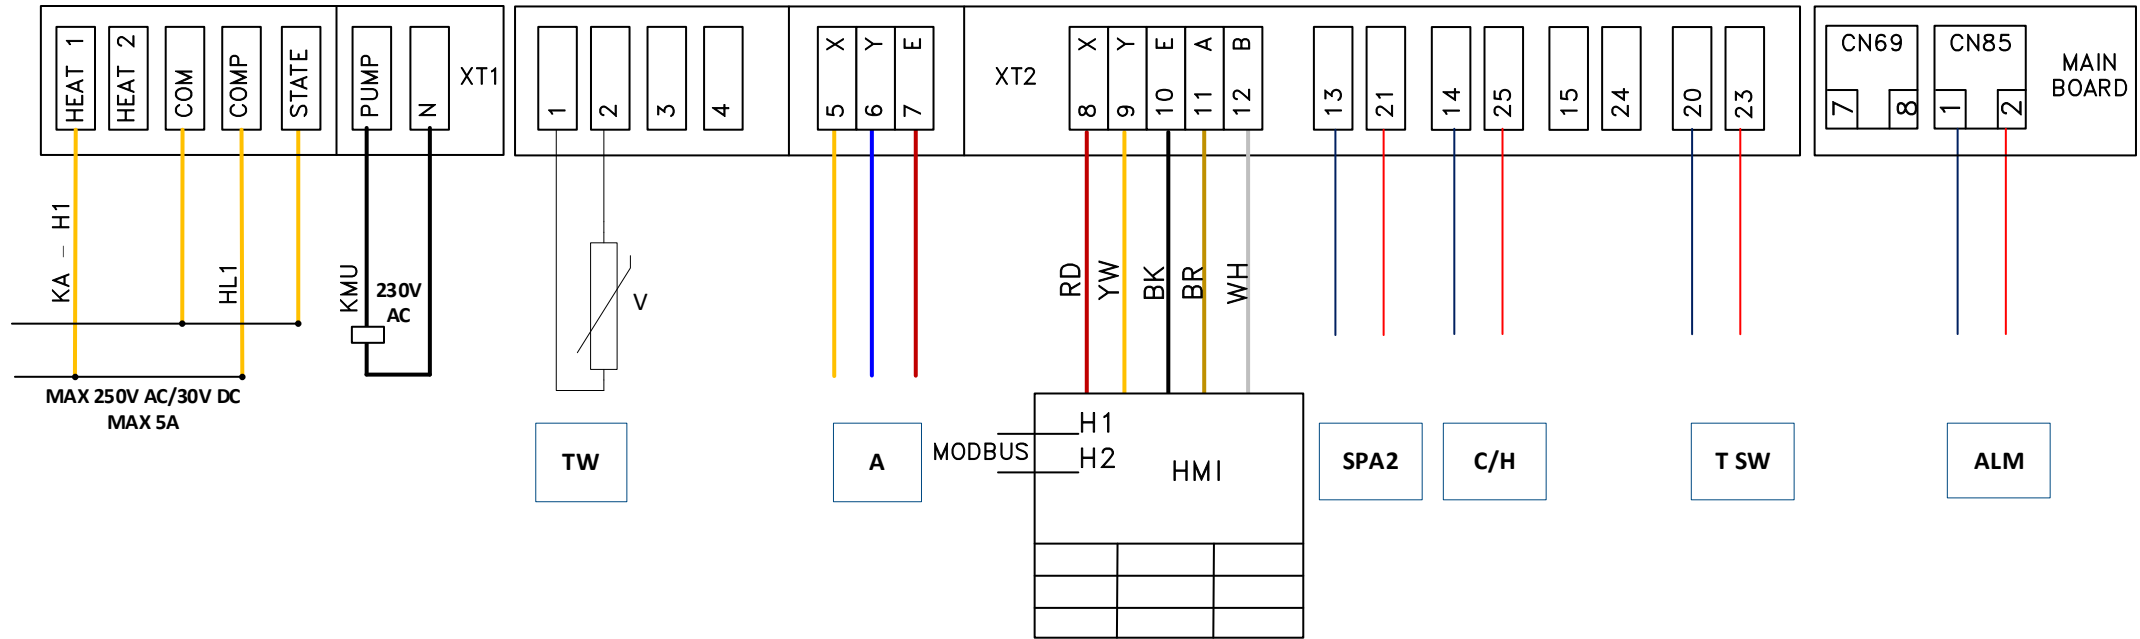 HEAT 1
HEAT 2
COM
COMP
STATE
PUMP
N
XT1
1
2
3
4
X
Y
E
5
6
7
XT2
X
Y
E
A
B
8
9
10
11
12
13
21
14
25
15
24
20
23
CN69
CN85
7
8
1
2
MAIN
BOARD
KA - H1
HL1
KMU
230V
AC
V
RD
YW
BK
BR
WH
MAX 250V AC/30V DC
MAX 5A
TW
A
MODBUS
H1
H2
HMI
SPA2
C/H
T SW
ALM